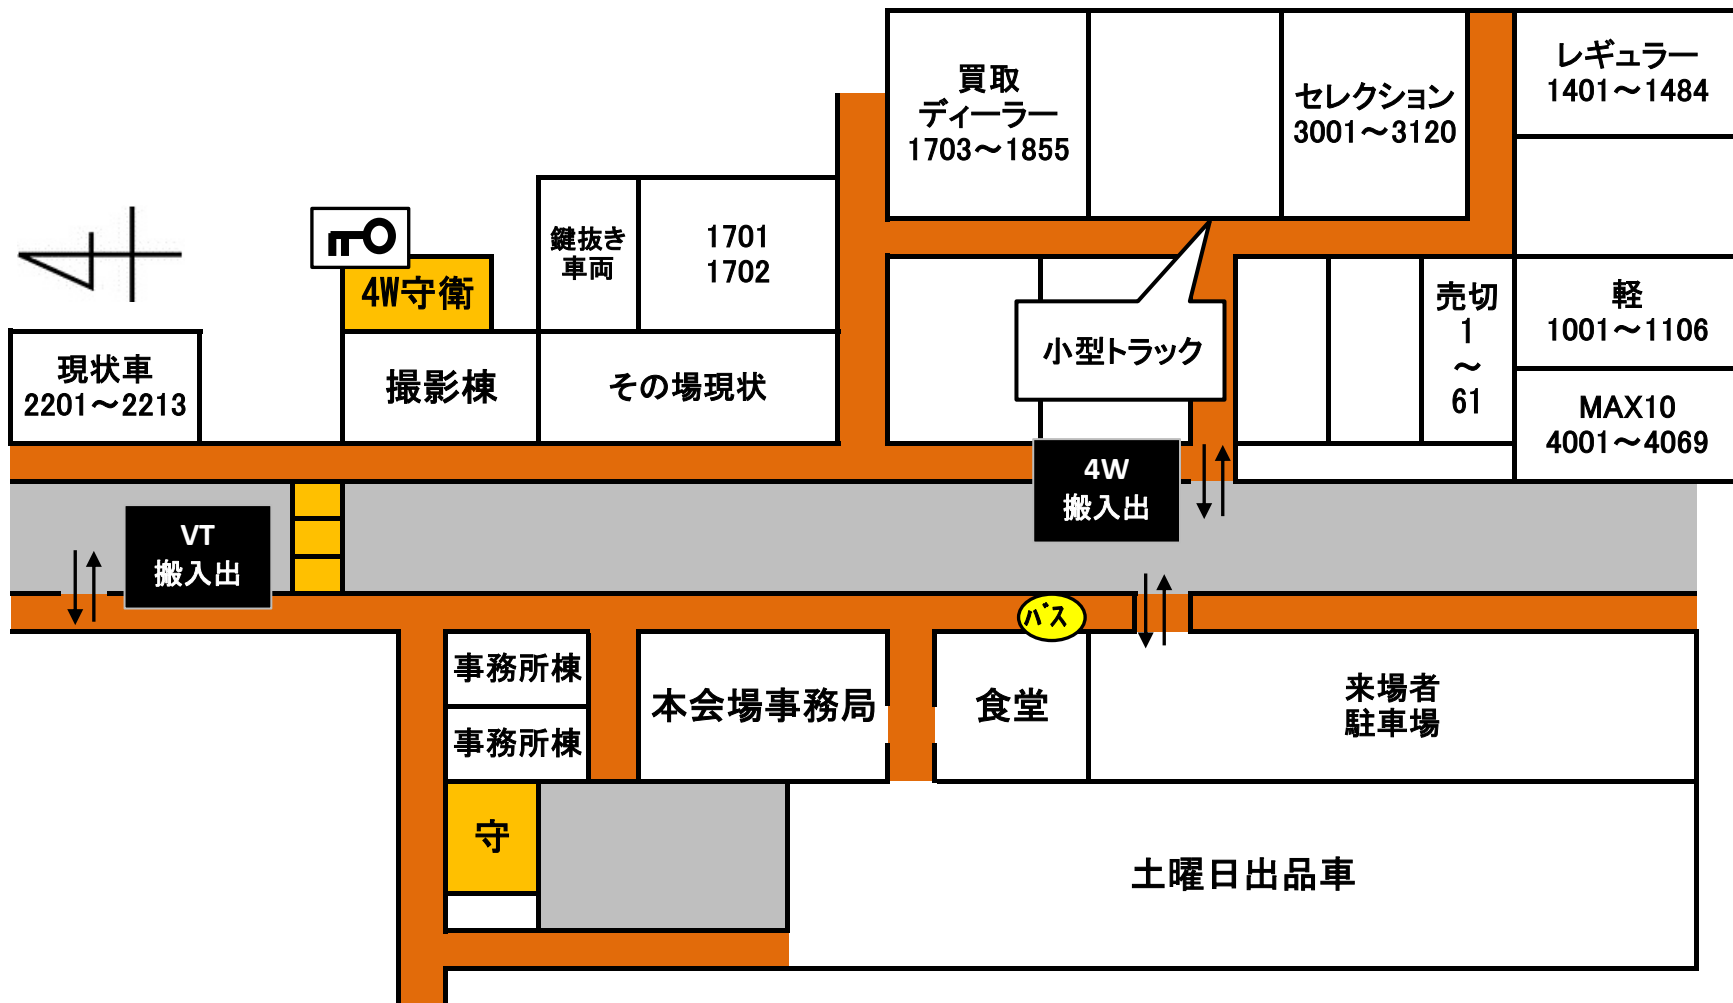 買取
ディーラー
1703～1855
セレクション
3001～3120
レギュラー
1401～1484
鍵抜き
車両
1701
1702
4W守衛
現状車
2201～2213
撮影棟
その場現状
小型トラック
売切
1
～
61
軽
1001～1106
MAX10
4001～4069
4W
搬入出
VT
搬入出
バス
事務所棟
事務所棟
本会場事務局
食堂
来場者
駐車場
守
土曜日出品車